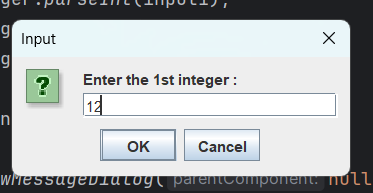 ger.parseInt(input1);
Input
Enter the 1st integer :
12
OK
Cancel
wMessageDialog( parentComponent: null